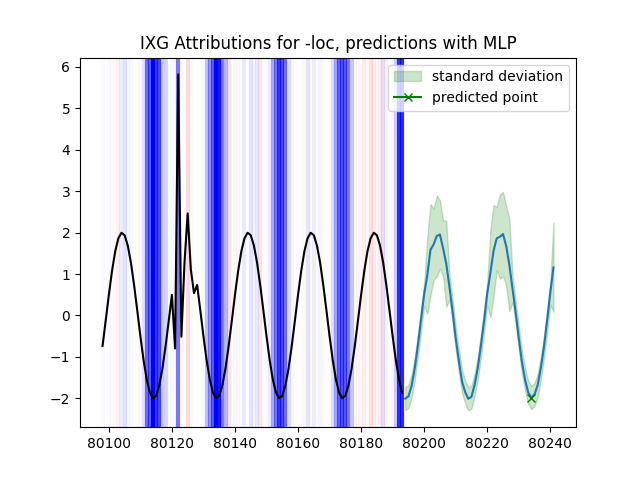 IXG Attributions for -loc, predictions with MLP
6
5
4
3
2
1
0
−1
−2
standard deviation
predicted point
80100 80120 80140 80160 80180 80200 80220 80240